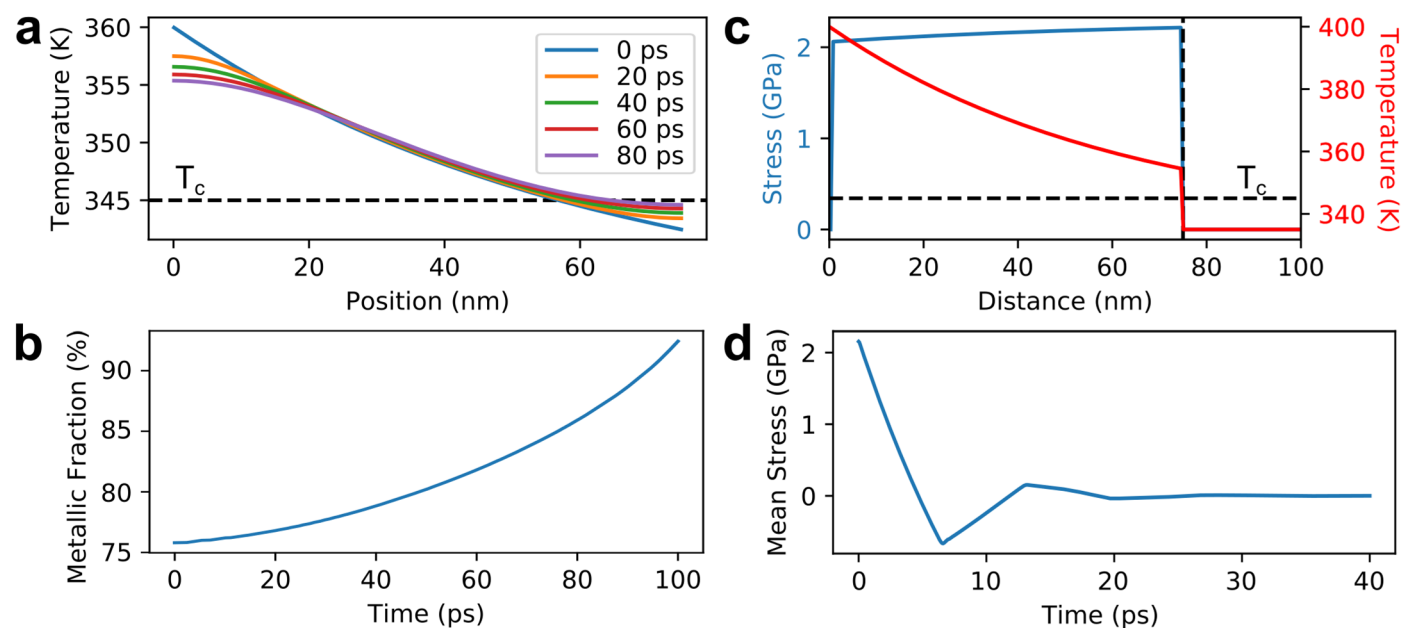 a
Temperature (K)
360
355
350
345
0 ps
20 ps
40 ps
60 ps
80 ps
Tc
0 20 40 60
Position (nm)
b
Metallic Fraction (%)
90
85
80
75
0 20 40 60 80 100
Time (ps)
c
Stress (GPa)
2
1
0
Temperature (K)
400
380
360
340
Tc
0 20 40 60 80 100
Distance (nm)
d
Mean Stress (GPa)
2
1
0
0 10 20 30 40
Time (ps)